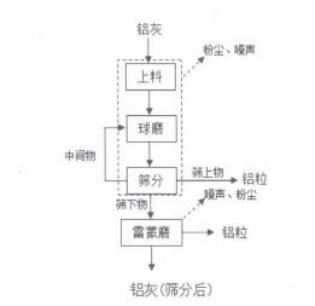 铝灰
粉尘、噪声
上料
球磨
中间物
筛分
筛上物
铝粒
筛下物
噪声、粉尘
雷蒙磨
铝粒
铝灰(筛分后)